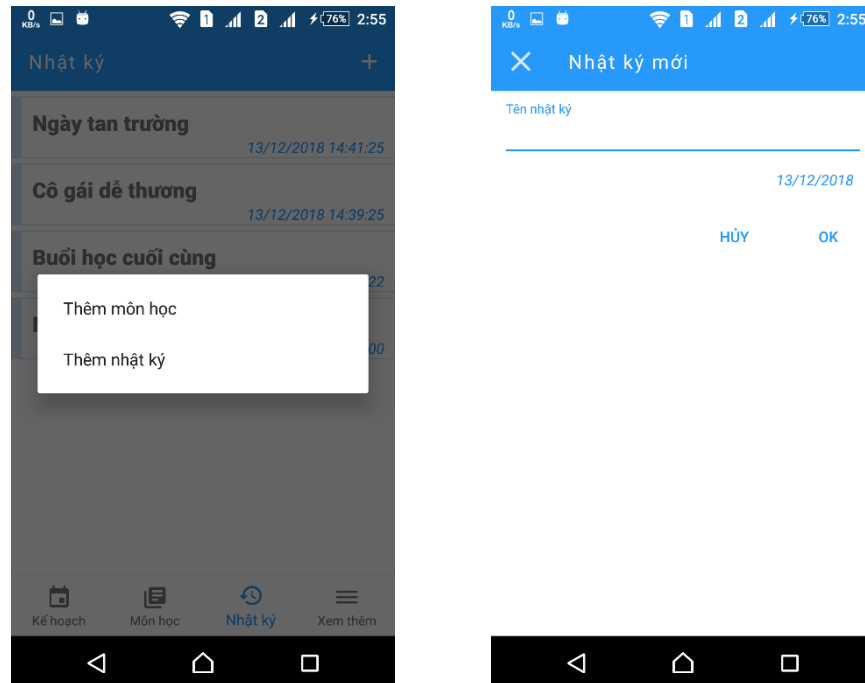 0
KB/s
1
2
76%
2:55
Nhật ký
Ngày tan trường
13/12/2018 14:41:25
Cô gái dễ thương
13/12/2018 14:39:25
Buổi học cuối cùng
22
Thêm môn học
00
Thêm nhật ký
Kế hoạch
Môn học
Nhật ký
Xem thêm
0
KB/s
1
2
76%
2:55
Nhật ký mới
Tên nhật ký
13/12/2018
HỦY
OK